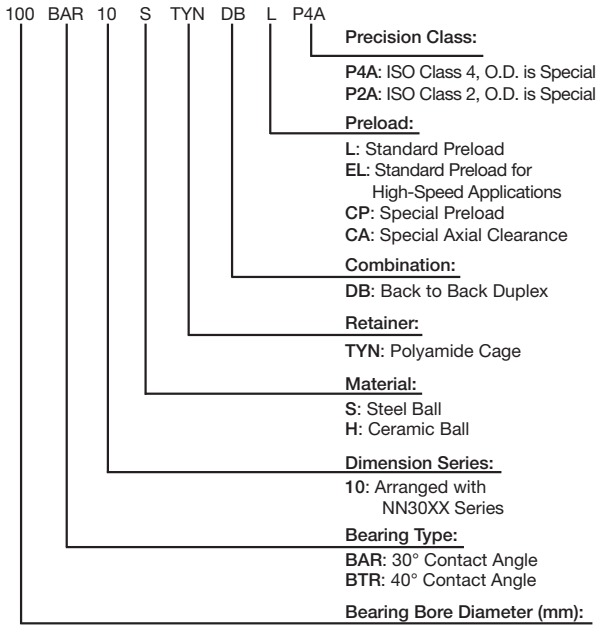 100 BAR 10 S TYN DB L P4A
Precision Class:
P4A: ISO Class 4, O.D. is Special
P2A: ISO Class 2, O.D. is Special
Preload:
L: Standard Preload
EL: Standard Preload for
High-Speed Applications
CP: Special Preload
CA: Special Axial Clearance
Combination:
DB: Back to Back Duplex
Retainer:
TYN: Polyamide Cage
Material:
S: Steel Ball
H: Ceramic Ball
Dimension Series:
10: Arranged with
NN30XX Series
Bearing Type:
BAR: 30° Contact Angle
BTR: 40° Contact Angle
Bearing Bore Diameter (mm):